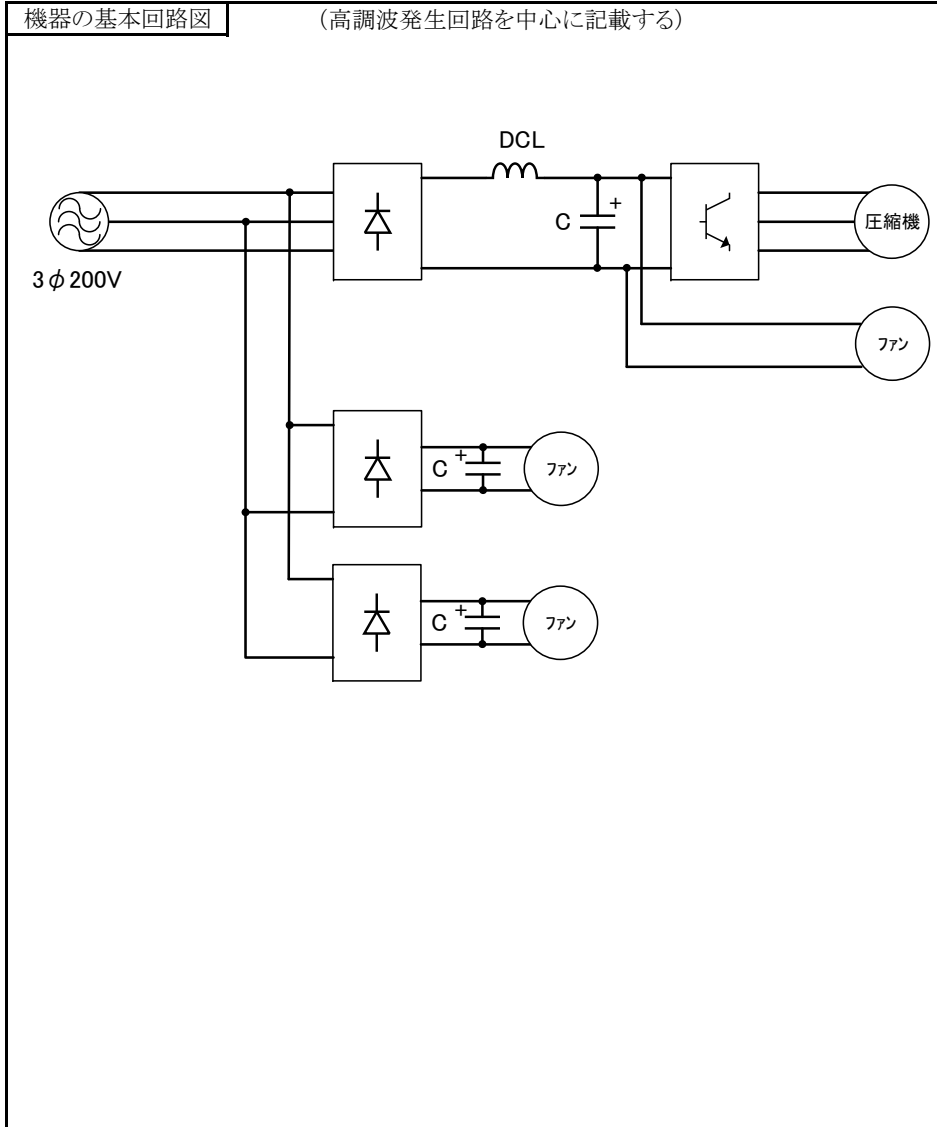 機器の基本回路図 (高調波発生回路を中心に記載する)
DCL
C +
圧縮機
3φ200V
ファン
C + ファン
C + ファン